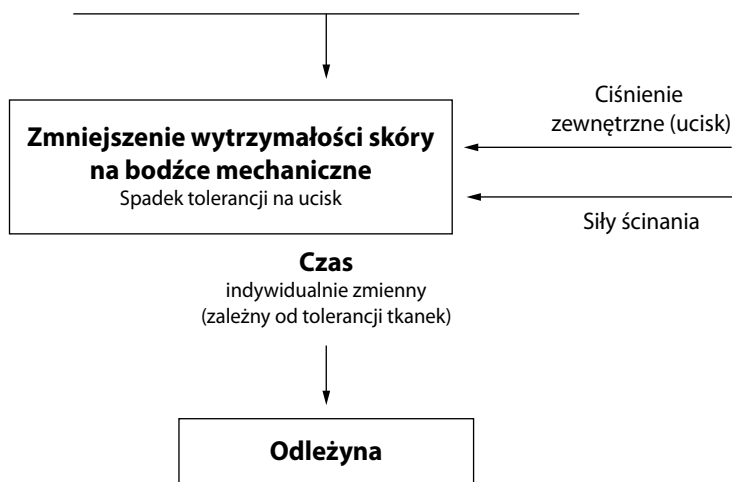 Ciśnienie
zewnętrzne (ucisk)
Zmniejszenie wytrzymałości skóry
na bodźce mechaniczne
Spadek tolerancji na ucisk
Siły ścinania
Czas
indywidualnie zmienny
(zależny od tolerancji tkanek)
Odleżyna